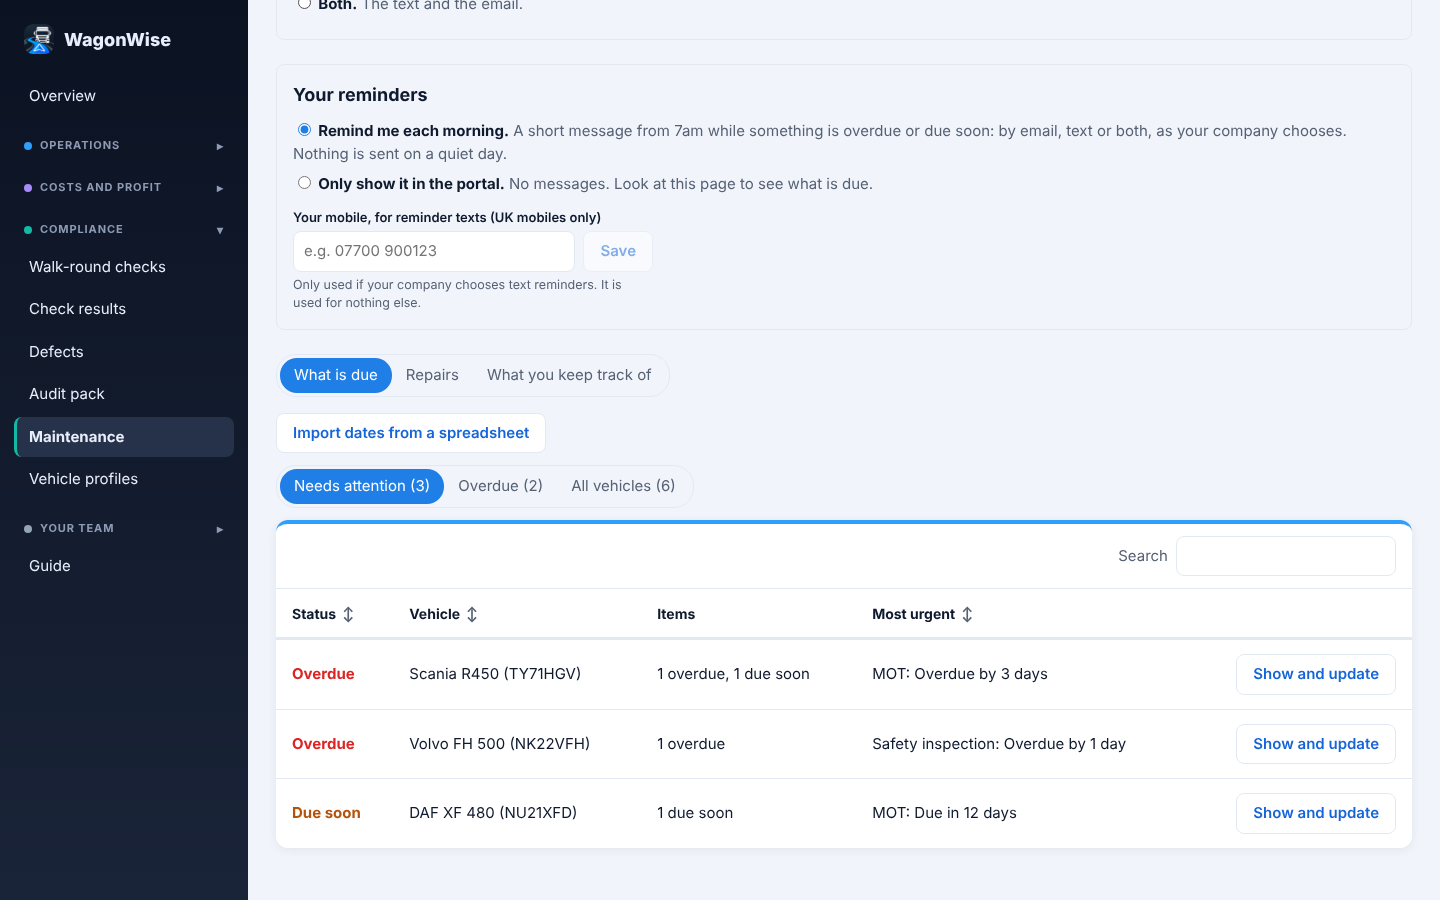 WagonWise
Overview
OPERATIONS
COSTS AND PROFIT
COMPLIANCE
Walk-round checks
Check results
Defects
Audit pack
Maintenance
Vehicle profiles
YOUR TEAM
Guide
Both. The text and the email.
Your reminders
Remind me each morning. A short message from 7am while something is overdue or due soon: by email, text or both, as your company chooses.
Nothing is sent on a quiet day.
Only show it in the portal. No messages. Look at this page to see what is due.
Your mobile, for reminder texts (UK mobiles only)
e.g. 07700 900123 Save
Only used if your company chooses text reminders. It is
used for nothing else.
What is due Repairs What you keep track of
Import dates from a spreadsheet
Needs attention (3) Overdue (2) All vehicles (6)
Search
Status Vehicle Items Most urgent
Overdue Scania R450 (TY71HGV) 1 overdue, 1 due soon MOT: Overdue by 3 days Show and update
Overdue Volvo FH 500 (NK22VFH) 1 overdue Safety inspection: Overdue by 1 day Show and update
Due soon DAF XF 480 (NU21XFD) 1 due soon MOT: Due in 12 days Show and update